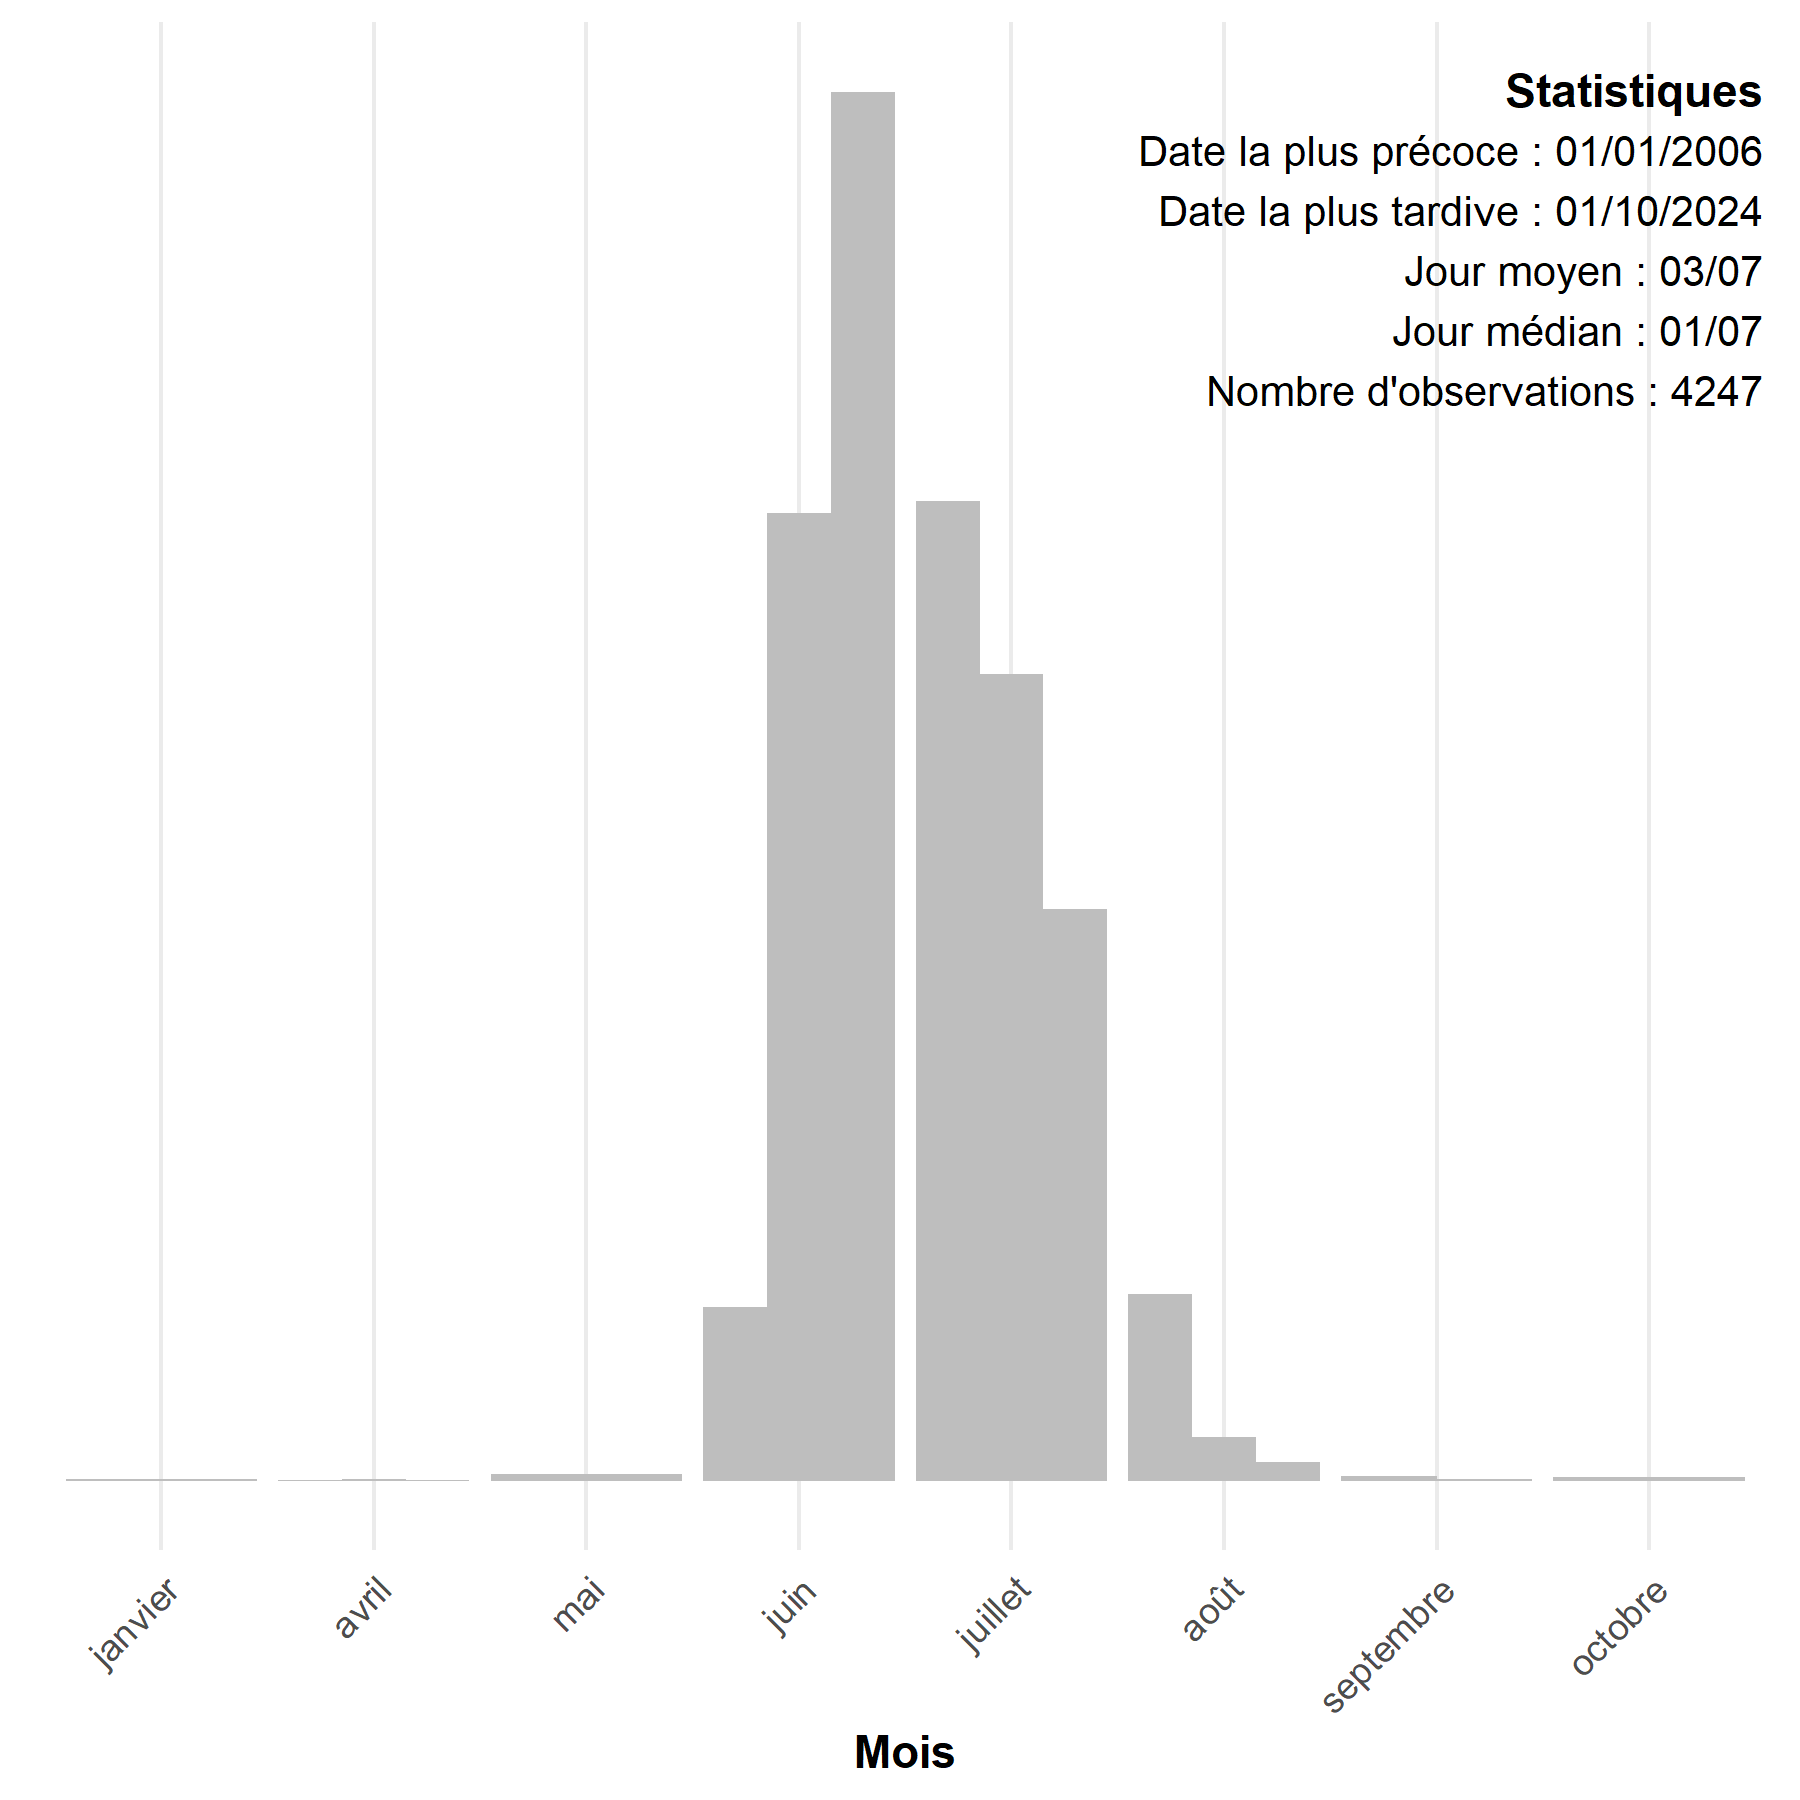 Statistiques
Date la plus précoce : 01/01/2006
Date la plus tardive : 01/10/2024
Jour moyen : 03/07
Jour médian : 01/07
Nombre d'observations : 4247
janvier
avril
mai
juin
juillet
août
septembre
octobre
Mois